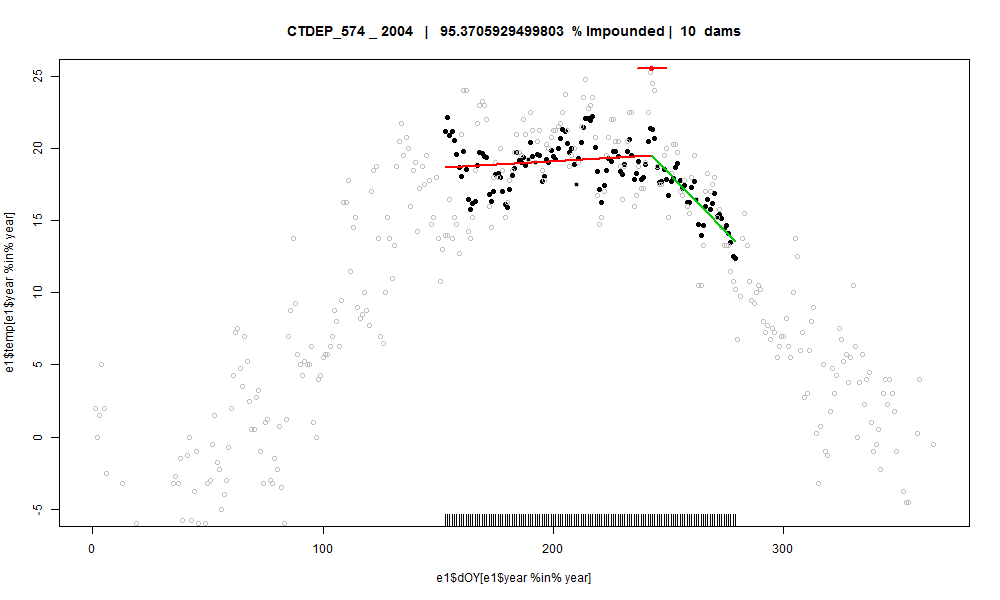 CTDEP_574 _ 2004 | 95.3705929499803 % Impounded | 10 dams
e1$temp[e1$year %in% year]
25
20
15
10
5
0
-5
0 100 200 300
e1$dOY[e1$year %in% year]